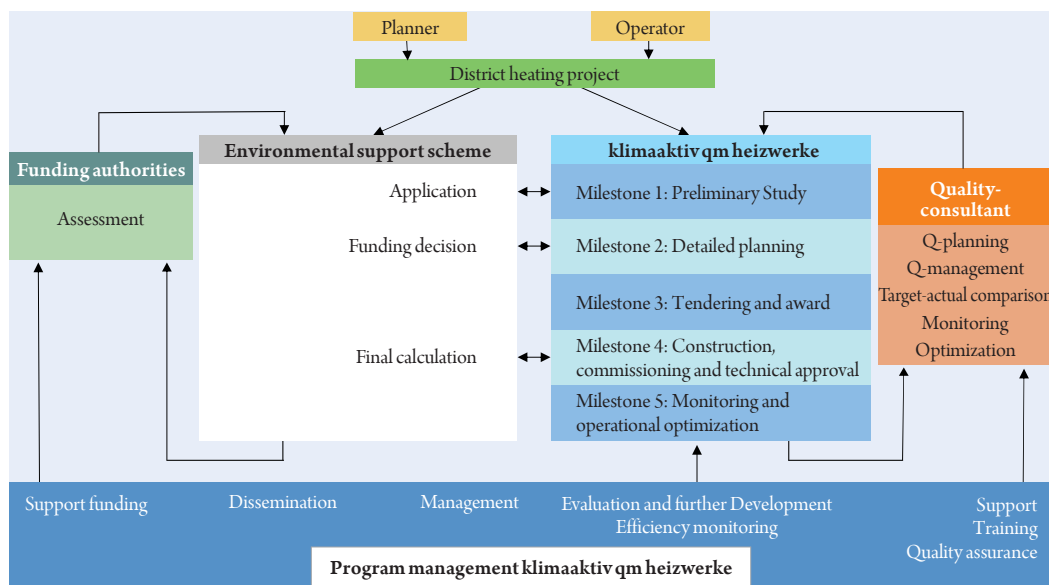 Planner
Operator
District heating project
Funding authorities
Assessment
Environmental support scheme
Application
Funding decision
Final calculation
klimaaktiv qm heizwerke
Milestone 1: Preliminary Study
Milestone 2: Detailed planning
Milestone 3: Tendering and award
Milestone 4: Construction,
commissioning and technical approval
Milestone 5: Monitoring and
operational optimization
Quality-
consultant
Q-planning
Q-management
Target-actual comparison
Monitoring
Optimization
Support funding
Dissemination
Management
Evaluation and further Development
Efficiency monitoring
Support
Training
Quality assurance
Program management klimaaktiv qm heizwerke